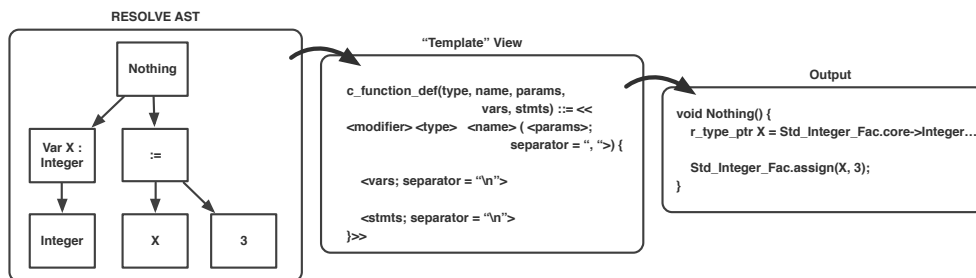 RESOLVE AST
Nothing
Var X :
Integer
:=
Integer
X
3
“Template” View
c_function_def(type, name, params,
vars, stmts) ::= <<
<modifier> <type> <name> ( <params>;
separator = “, “>) {
<vars; separator = “\n”>
<stmts; separator = “\n”>
}>>
Output
void Nothing() {
r_type_ptr X = Std_Integer_Fac.core->Integer…
Std_Integer_Fac.assign(X, 3);
}